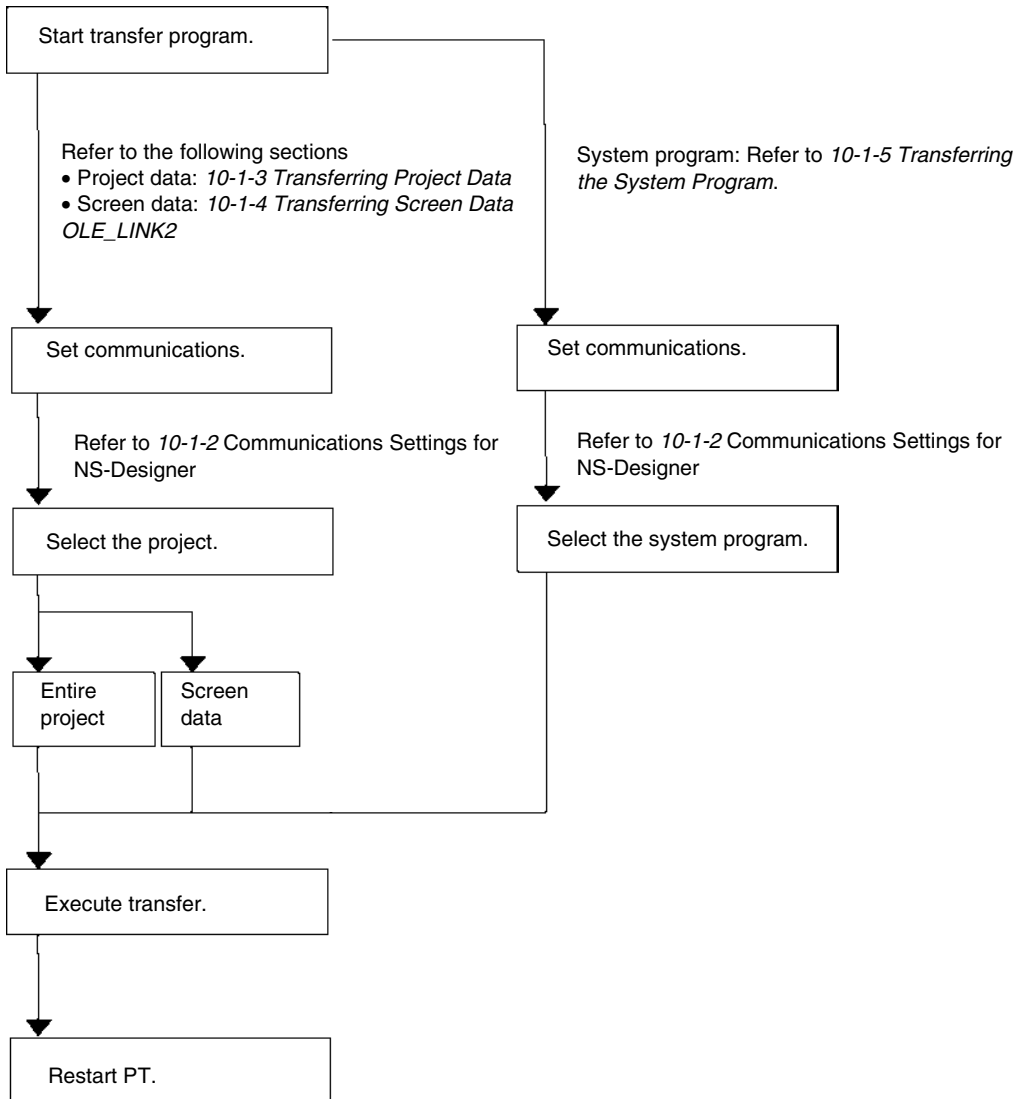 Start transfer program.
Refer to the following sections
• Project data: 10-1-3 Transferring Project Data
• Screen data: 10-1-4 Transferring Screen Data
OLE_LINK2
System program: Refer to 10-1-5 Transferring
the System Program.
Set communications.
Set communications.
Refer to 10-1-2 Communications Settings for
NS-Designer
Refer to 10-1-2 Communications Settings for
NS-Designer
Select the project.
Select the system program.
Entire
project
Screen
data
Execute transfer.
Restart PT.